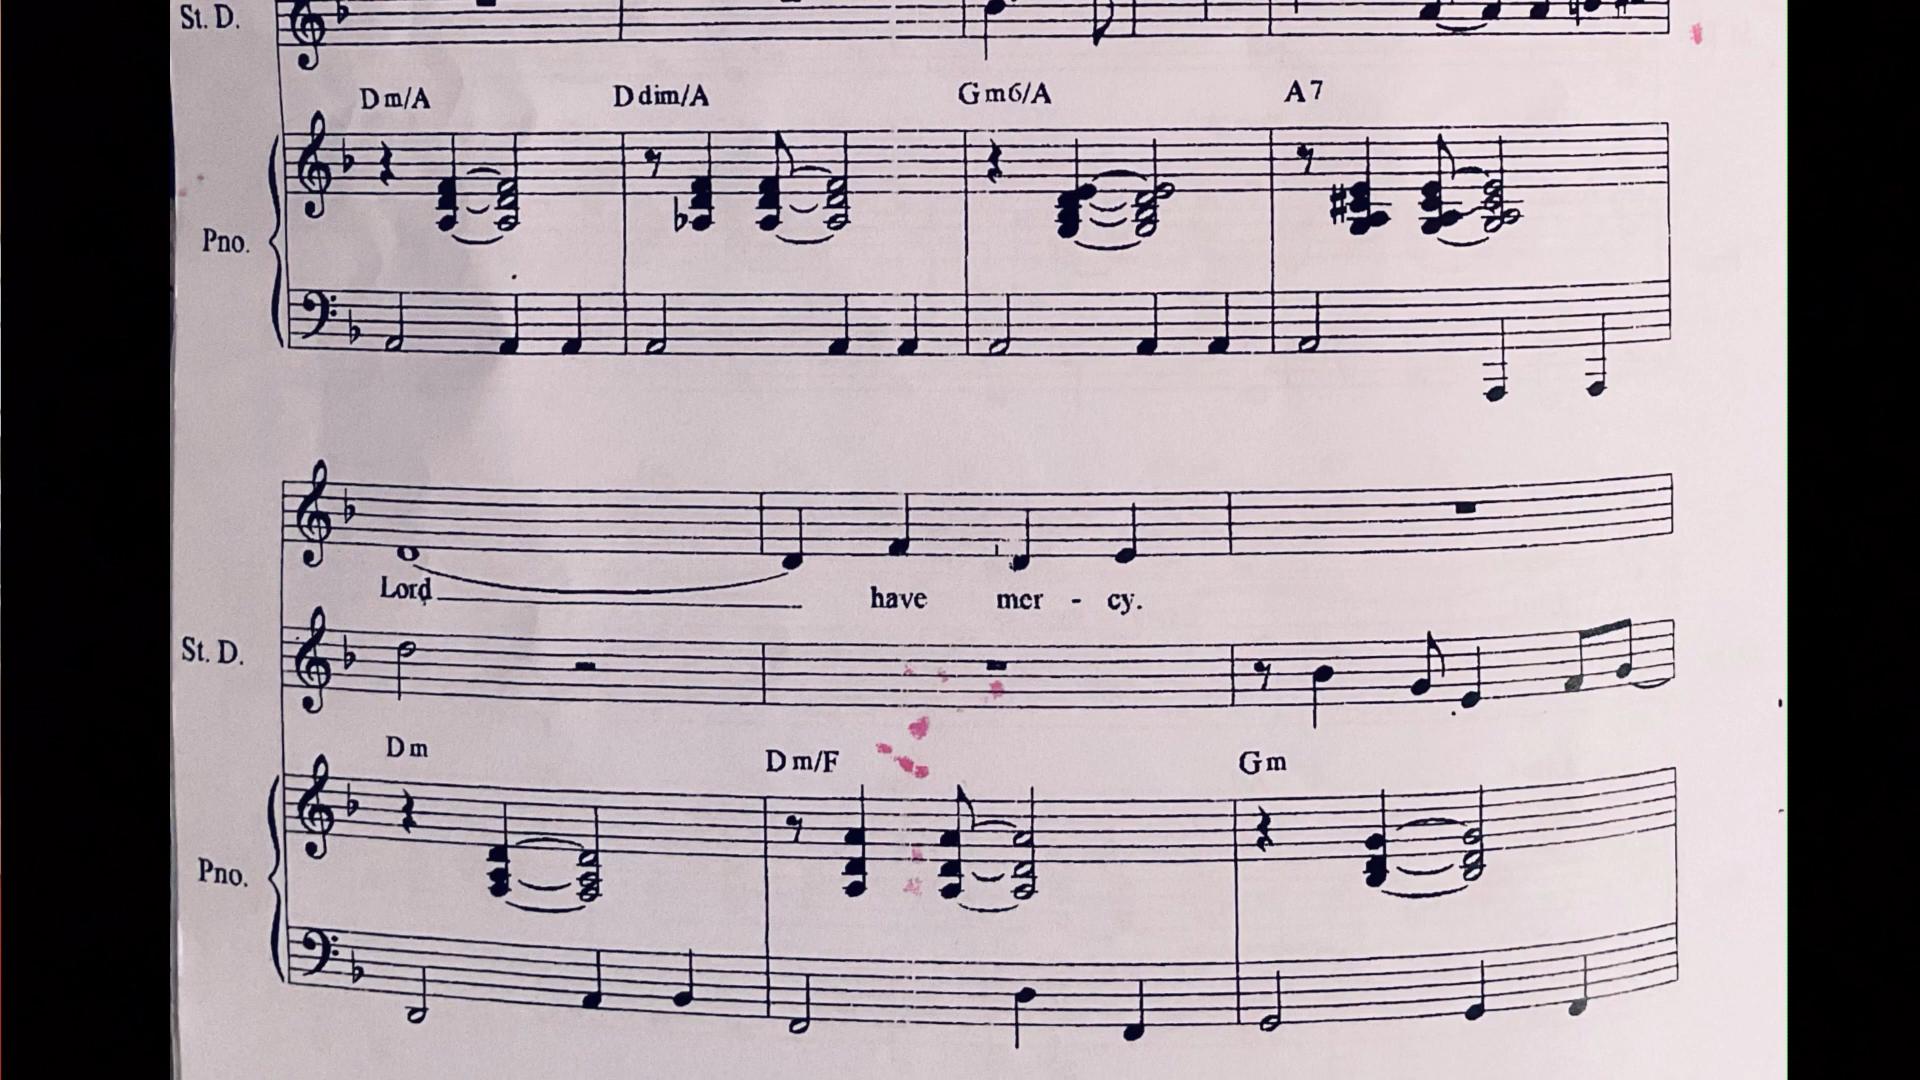 St. D.
Dm/A Ddim/A Gm6/A A7
Pno.
Lord have mer - cy.
St. D.
Dm Dm/F Gm
Pno.